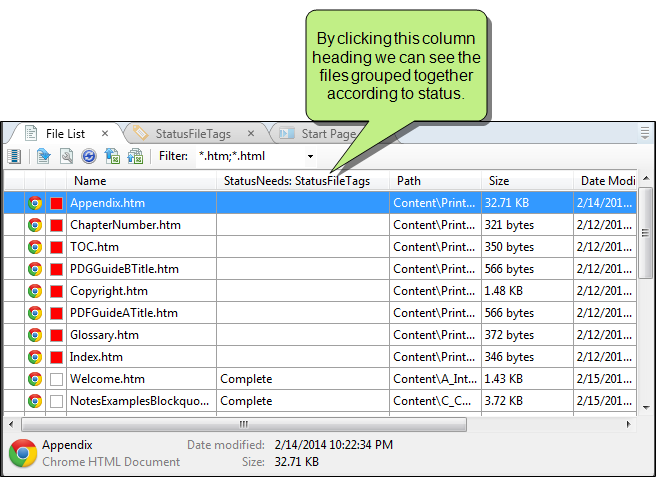 By clicking this column
heading we can see the
files grouped together
according to status.
File List × StatusFileTags × Start Page
Filter: *.htm;*.html
Name StatusNeeds: StatusFileTags Path Size Date Modi
Appendix.htm Content\Print... 32.71 KB 2/14/201...
ChapterNumber.htm Content\Print... 321 bytes 2/12/201...
TOC.htm Content\Print... 350 bytes 2/12/201...
PDGGuideBTitle.htm Content\Print... 566 bytes 2/12/201...
Copyright.htm Content\Print... 1.48 KB 2/12/201...
PDFGuideATitle.htm Content\Print... 566 bytes 2/12/201...
Glossary.htm Content\Print... 372 bytes 2/12/201...
Index.htm Content\Print... 346 bytes 2/12/201...
Welcome.htm Complete Content\A_Int... 1.43 KB 2/15/201...
NotesExamplesBlockquo... Complete Content\C_C... 3.72 KB 2/15/201...
Appendix Date modified: 2/14/2014 10:22:34 PM
Chrome HTML Document Size: 32.71 KB